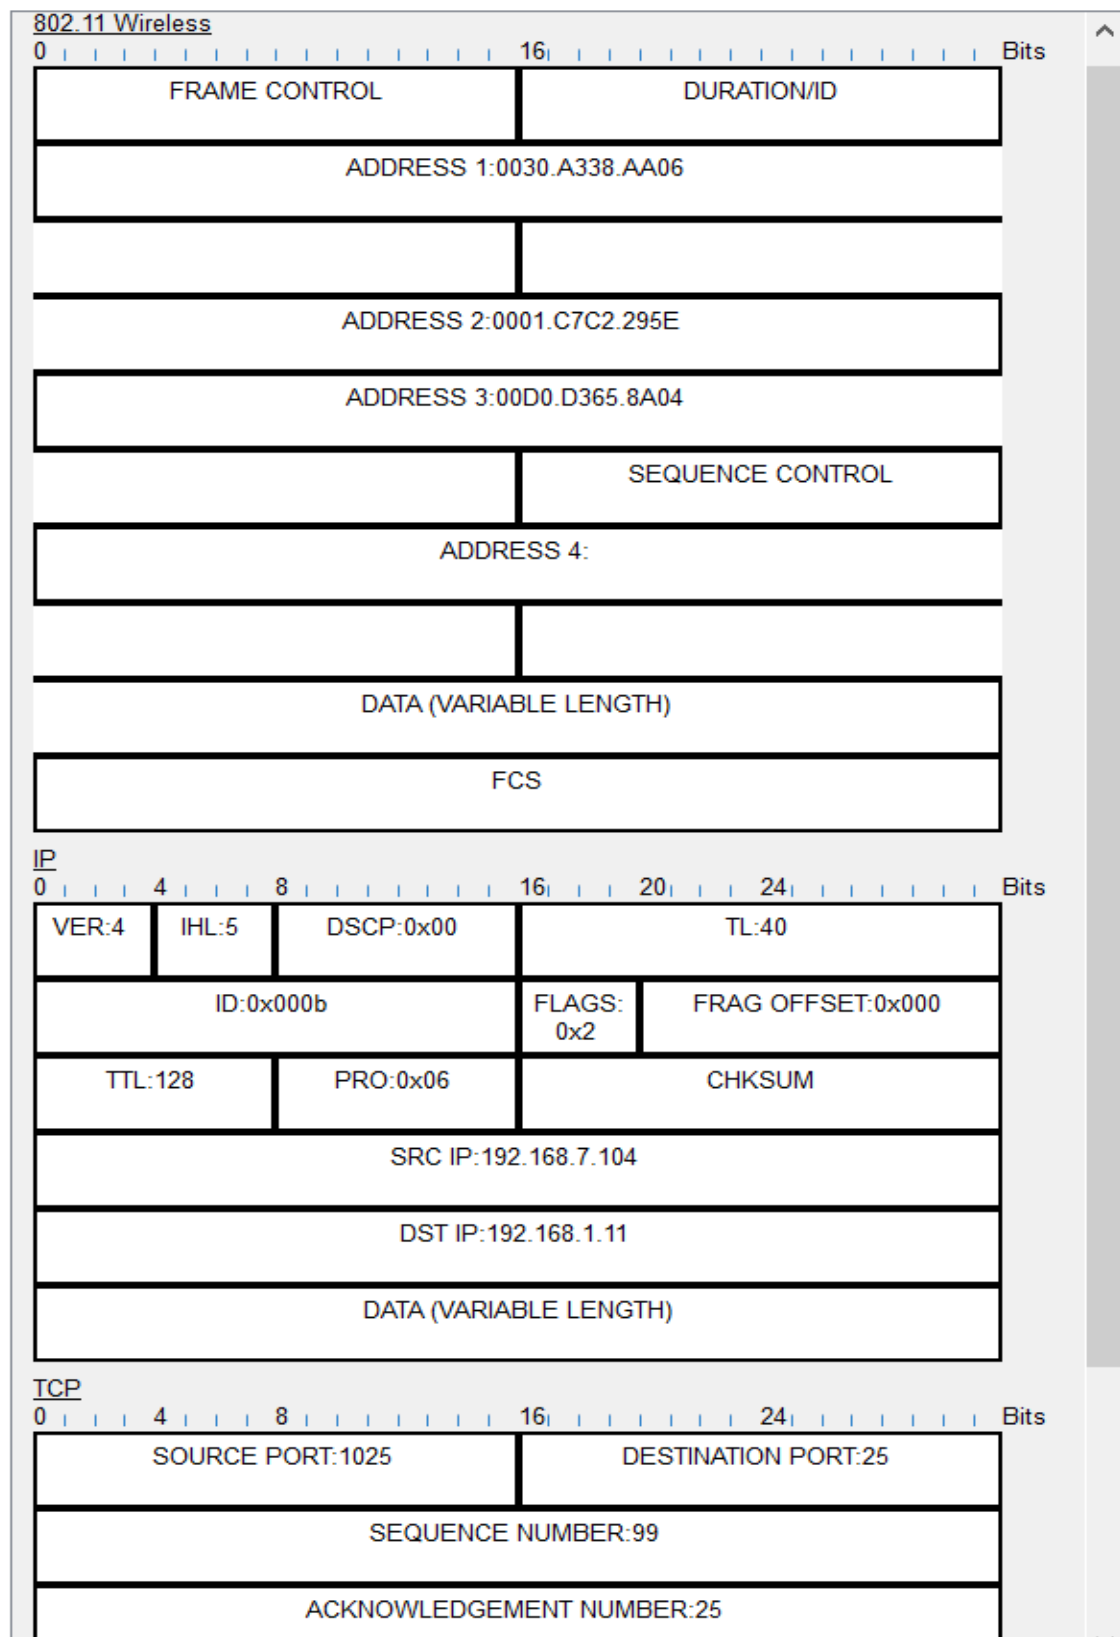 802.11 Wireless
0 16 Bits
FRAME CONTROL DURATION/ID
ADDRESS 1:0030.A338.AA06
ADDRESS 2:0001.C7C2.295E
ADDRESS 3:00D0.D365.8A04
SEQUENCE CONTROL
ADDRESS 4:
DATA (VARIABLE LENGTH)
FCS
IP
0 4 8 16 20 24 Bits
VER:4 IHL:5 DSCP:0x00 TL:40
ID:0x000b FLAGS: FRAG OFFSET:0x000
0x2
TTL:128 PRO:0x06 CHKSUM
SRC IP:192.168.7.104
DST IP:192.168.1.11
DATA (VARIABLE LENGTH)
TCP
0 4 8 16 24 Bits
SOURCE PORT:1025 DESTINATION PORT:25
SEQUENCE NUMBER:99
ACKNOWLEDGEMENT NUMBER:25